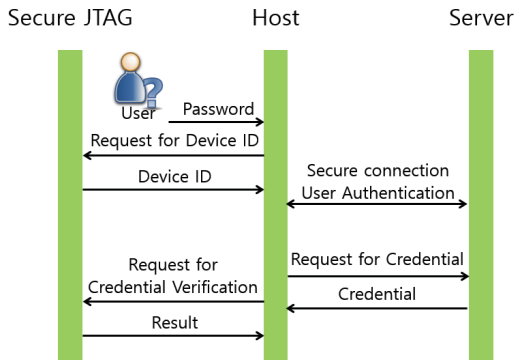 Secure JTAG
Host
Server
User
Password
Request for Device ID
Device ID
Secure connection
User Authentication
Request for Credential
Request for
Credential Verification
Credential
Result